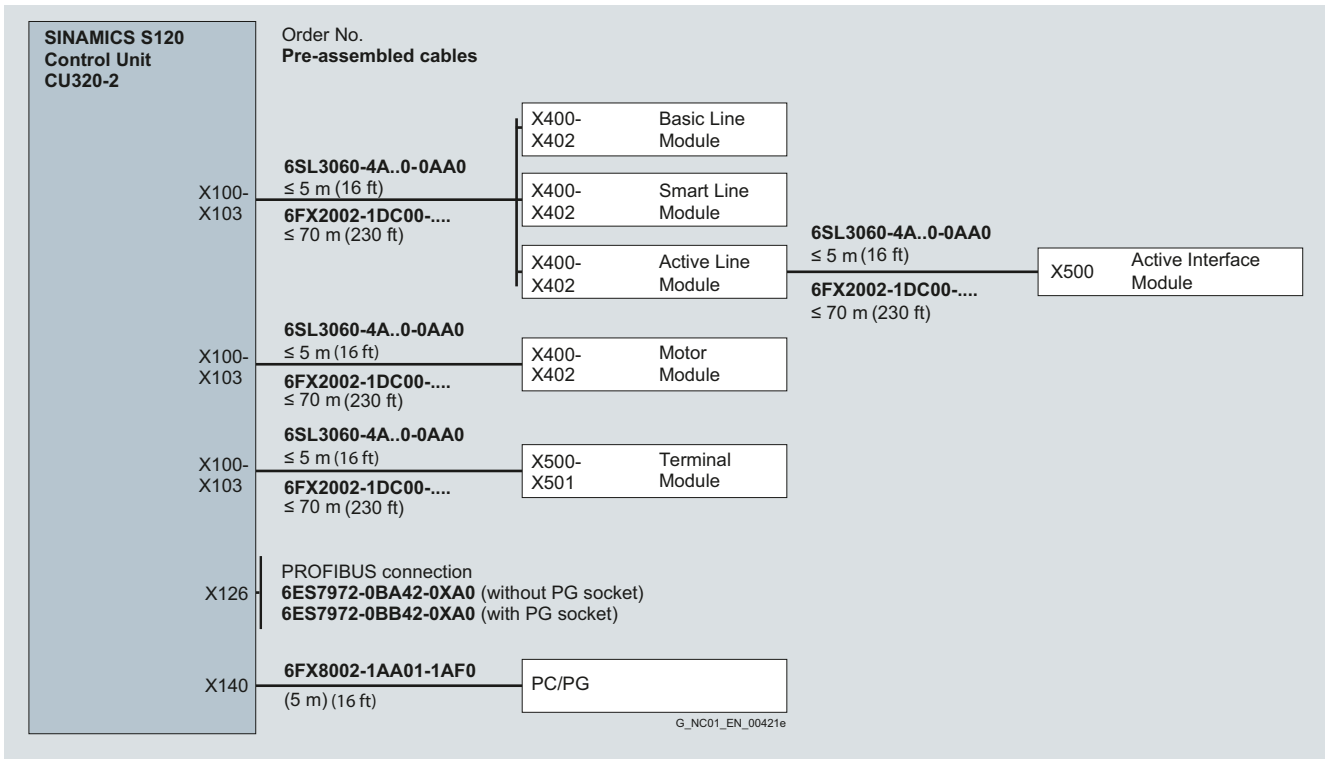 SINAMICS S120
Control Unit
CU320-2
Order No.
Pre-assembled cables
X100-
X103
6SL3060-4A..0-0AA0
≤ 5 m (16 ft)
6FX2002-1DC00-....
≤ 70 m (230 ft)
X400-
X402
Basic Line
Module
X400-
X402
Smart Line
Module
X400-
X402
Active Line
Module
6SL3060-4A..0-0AA0
≤ 5 m (16 ft)
6FX2002-1DC00-....
≤ 70 m (230 ft)
X500
Active Interface
Module
X100-
X103
6SL3060-4A..0-0AA0
≤ 5 m (16 ft)
6FX2002-1DC00-....
≤ 70 m (230 ft)
X400-
X402
Motor
Module
X100-
X103
6SL3060-4A..0-0AA0
≤ 5 m (16 ft)
6FX2002-1DC00-....
≤ 70 m (230 ft)
X500-
X501
Terminal
Module
X126
PROFIBUS connection
6ES7972-0BA42-0XA0 (without PG socket)
6ES7972-0BB42-0XA0 (with PG socket)
X140
6FX8002-1AA01-1AF0
(5 m) (16 ft)
PC/PG
G_NC01_EN_00421e